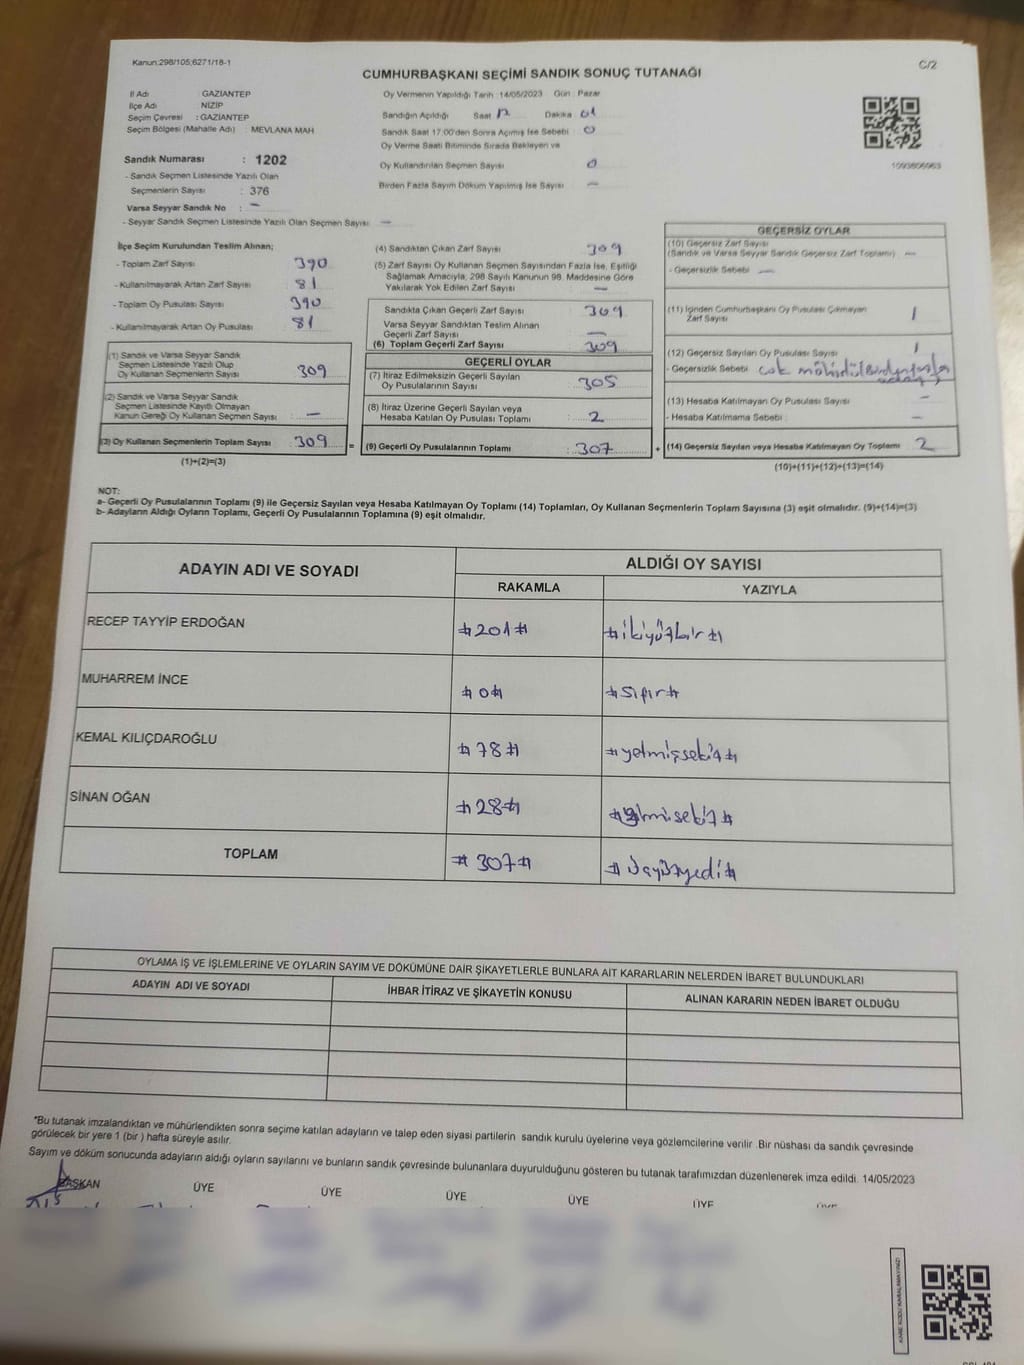 Kanun:298/105;6271/18-1
C/2
CUMHURBAŞKANI SEÇİMİ SANDIK SONUÇ TUTANAĞI
İl Adı GAZİANTEP
İlçe Adı NİZİP
Seçim Çevresi : GAZİANTEP
Seçim Bölgesi (Mahalle Adı) : MEVLANA MAH
Oy Vermenin Yapıldığı Tarih : 14/05/2023 Gün : Pazar
Sandığın Açıldığı Saat Dakika 01
Sandık Saat 17:00'den Sonra Açılmış İse Sebebi : 0
Oy Verme Saati Bitiminde Sırada Bekleyen ve
Oy Kullandırılan Seçmen Sayısı 0
Birden Fazla Sayım Döküm Yapılmış İse Sayısı —
1093806963
Sandık Numarası : 1202
- Sandık Seçmen Listesinde Yazılı Olan
Seçmenlerin Sayısı : 376
Varsa Seyyar Sandık No : —
- Seyyar Sandık Seçmen Listesinde Yazılı Olan Seçmen Sayısı —
İlçe Seçim Kurulundan Teslim Alınan;
- Toplam Zarf Sayısı 390
- Kullanılmayarak Artan Zarf Sayısı : 81
- Toplam Oy Pusulası Sayısı 390
- Kullanılmayarak Artan Oy Pusulası : 81
(1) Sandık ve Varsa Seyyar Sandık
Seçmen Listesinde Yazılı Olup
Oy Kullanan Seçmenlerin Sayısı : 309
(2) Sandık ve Varsa Seyyar Sandık
Seçmen Listesinde Kayıtlı Olmayan
Kanun Gereği Oy Kullanan Seçmen Sayısı : —
(3) Oy Kullanan Seçmenlerin Toplam Sayısı : 309 =
(1)+(2)=(3)
(4) Sandıktan Çıkan Zarf Sayısı : 309
(5) Zarf Sayısı Oy Kullanan Seçmen Sayısından Fazla İse, Eşitliği
Sağlamak Amacıyla, 298 Sayılı Kanunun 98. Maddesine Göre
Yakılarak Yok Edilen Zarf Sayısı : —
Sandıkta Çıkan Geçerli Zarf Sayısı : 309
Varsa Seyyar Sandıktan Teslim Alınan
Geçerli Zarf Sayısı : —
(6) Toplam Geçerli Zarf Sayısı : 309
GEÇERLİ OYLAR
(7) İtiraz Edilmeksizin Geçerli Sayılan
Oy Pusulalarının Sayısı : 305
(8) İtiraz Üzerine Geçerli Sayılan veya
Hesaba Katılan Oy Pusulası Toplamı : 2
(9) Geçerli Oy Pusulalarının Toplamı : 307 +
GEÇERSİZ OYLAR
(10) Geçersiz Zarf Sayısı
(Sandık ve Varsa Seyyar Sandık Geçersiz Zarf Toplamı) : —
- Geçersizlik Sebebi : —
(11) İçinden Cumhurbaşkanı Oy Pusulası Çıkmayan
Zarf Sayısı 1
(12) Geçersiz Sayılan Oy Pusulası Sayısı 1
- Geçersizlik Sebebi : çok
(13) Hesaba Katılmayan Oy Pusulası Sayısı : —
- Hesaba Katılmama Sebebi : —
(14) Geçersiz Sayılan veya Hesaba Katılmayan Oy Toplamı : 2
(10)+(11)+(12)+(13)=(14)
NOT:
a- Geçerli Oy Pusulalarının Toplamı (9) ile Geçersiz Sayılan veya Hesaba Katılmayan Oy Toplamı (14) Toplamları, Oy Kullanan Seçmenlerin Toplam Sayısına (3) eşit olmalıdır. (9)+(14)=(3)
b- Adayların Aldığı Oyların Toplamı, Geçerli Oy Pusulalarının Toplamına (9) eşit olmalıdır.
ADAYIN ADI VE SOYADI
ALDIĞI OY SAYISI
RAKAMLA YAZIYLA
RECEP TAYYİP ERDOĞAN #201# #ikiyüzbir#
MUHARREM İNCE #0# #sıfır#
KEMAL KILIÇDAROĞLU #78# #yetmişsekiz#
SİNAN OĞAN #28#
TOPLAM #307# #üçyüzyedi#
OYLAMA İŞ VE İŞLEMLERİNE VE OYLARIN SAYIM VE DÖKÜMÜNE DAİR ŞİKAYETLERLE BUNLARA AİT KARARLARIN NELERDEN İBARET BULUNDUKLARI
ADAYIN ADI VE SOYADI İHBAR İTİRAZ VE ŞİKAYETİN KONUSU ALINAN KARARIN NEDEN İBARET OLDUĞU
*Bu tutanak imzalandıktan ve mühürlendikten sonra seçime katılan adayların ve talep eden siyasi partilerin sandık kurulu üyelerine veya gözlemcilerine verilir. Bir nüshası da sandık çevresinde
görülecek bir yere 1 (bir ) hafta süreyle asılır.
Sayım ve döküm sonucunda adayların aldığı oyların sayılarını ve bunların sandık çevresinde bulunanlara duyurulduğunu gösteren bu tutanak tarafımızdan düzenlenerek imza edildi. 14/05/2023
BAŞKAN ÜYE ÜYE ÜYE ÜYE ÜYE